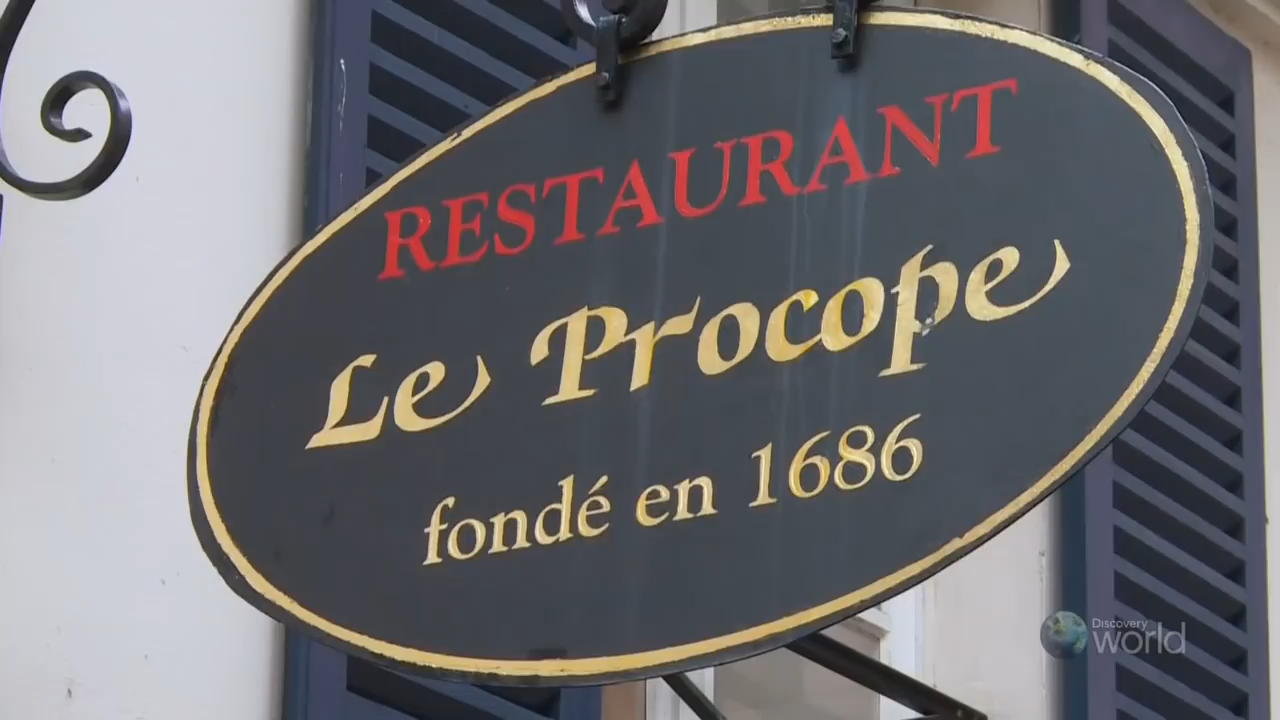 RESTAURANT
Le Procope
fondé en 1686
Discovery
world